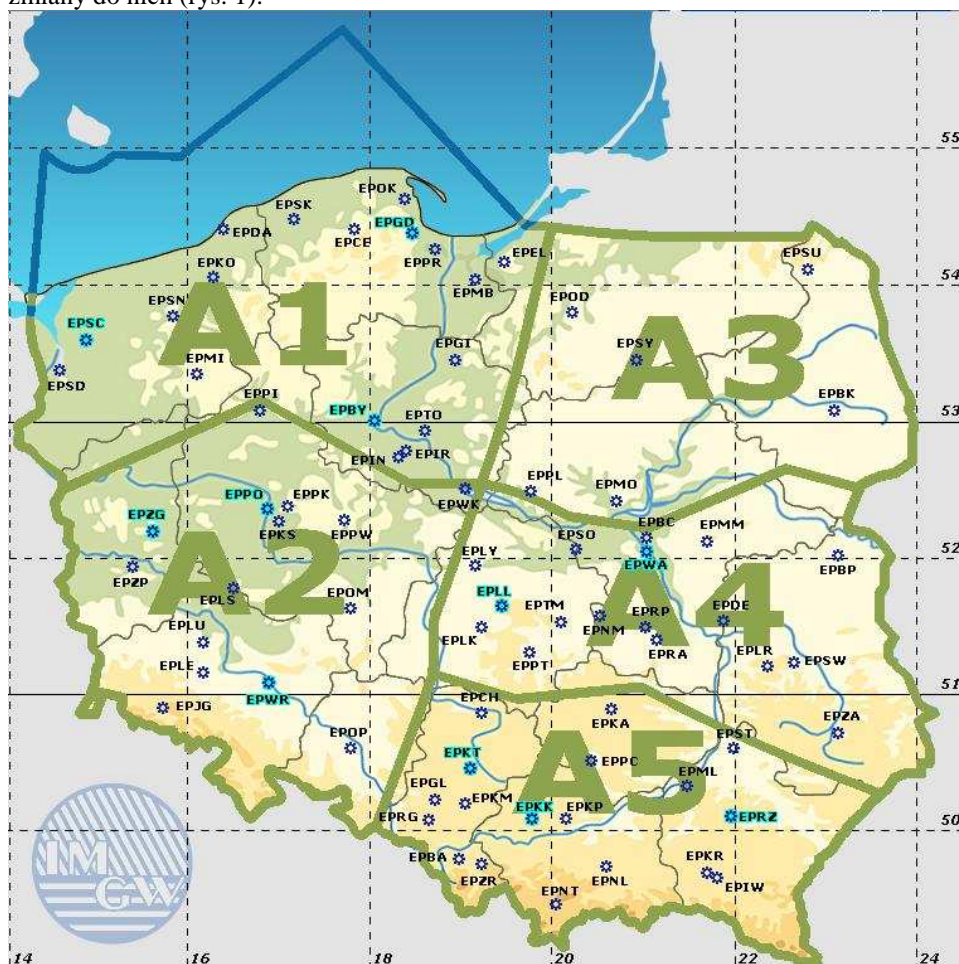 zmiany do nich (rys. 1).
55
EPOK
EPSK
EPGD
EPDA
EPCE
EPPR
EPEL
EPSU
54
EPKO
EPMB
EPSN
EPOD
A1
A3
EPSC
EPMI
EPGI
EPSY
EPSD
EPPI
EPBY
EPTO
EPBK
53
EPIN
EPIR
EPWK
EPPL
EPMO
EPPO
EPPK
EPZG
EPKS
EPPW
EPBC
EPMM
EPSO
52
EPWA
EPBP
EPLY
EPZP
A2
A4
EPLS
EPOM
EPLL
EPTM
EPNM
EPRP
EPDE
EPLU
EPLK
EPRA
EPPT
EPLR
EPSW
EPLE
EPWR
51
EPJG
EPCH
EPKA
EPZA
EPOP
EPST
EPKT
A5
EPPC
EPML
EPGL
EPKM
EPRG
EPKK
EPKP
EPRZ
50
EPBA
EPZR
EPNL
EPKR
EPIW
EPNT
IM
GW
14
16
18
20
22
24